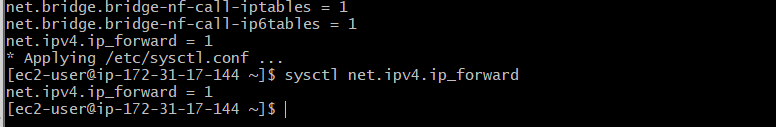 net.bridge.bridge-nf-call-iptables = 1
net.bridge.bridge-nf-call-ip6tables = 1
net.ipv4.ip_forward = 1
* Applying /etc/sysctl.conf ...
[ec2-user@ip-172-31-17-144 ~]$ sysctl net.ipv4.ip_forward
net.ipv4.ip_forward = 1
[ec2-user@ip-172-31-17-144 ~]$